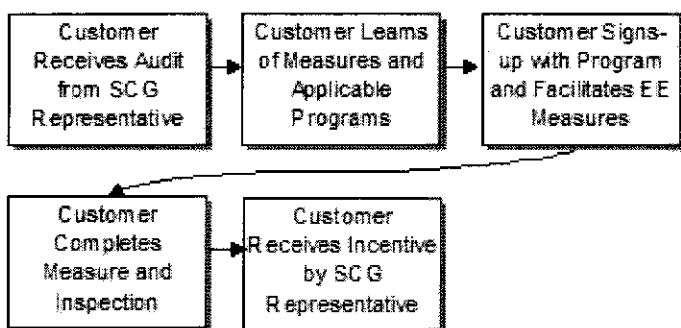 Customer
Receives Audit
from SCG
Representative
Customer Learns
of Measures and
Applicable
Programs
Customer Signs-
up with Program
and Facilitates EE
Measures
Customer
Completes
Measure and
Inspection
Customer
Receives Incentive
by SCG
Representative